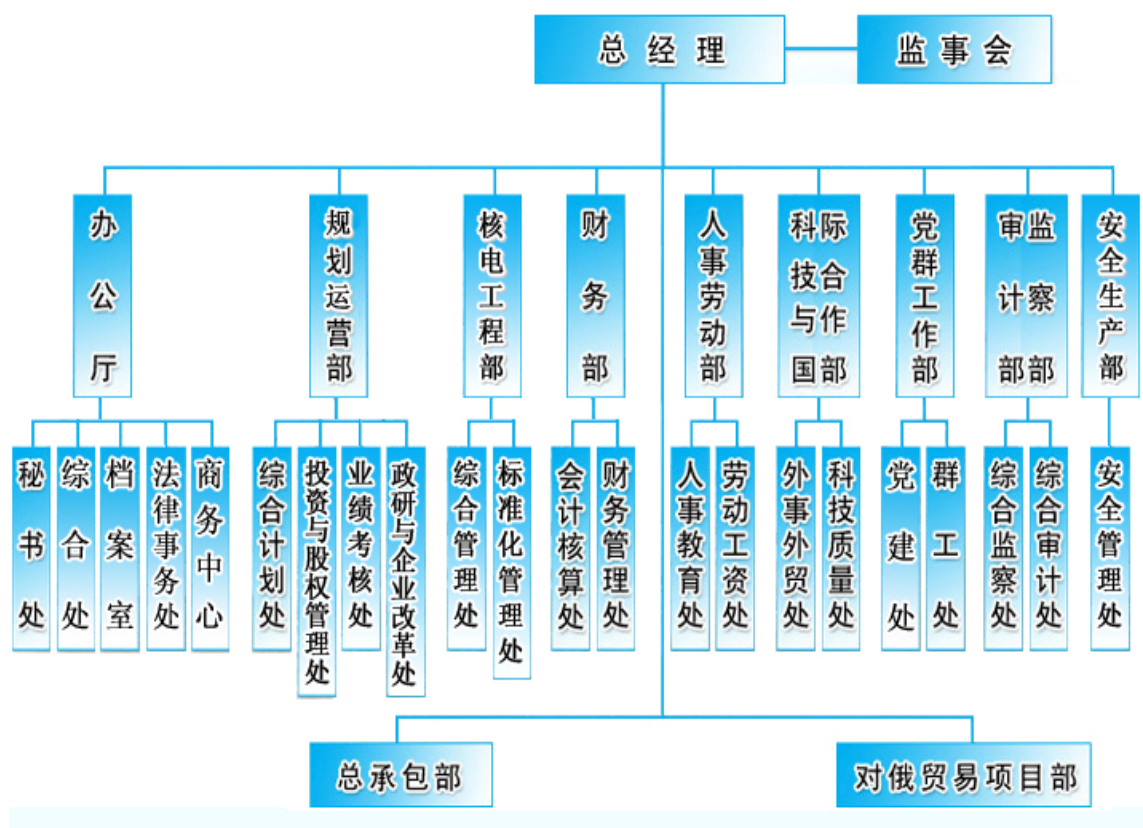 总经理
监事会
办公厅
规划运营部
核电工程部
财务部
人事劳动部
科技与国
际合作部
党群工作部
审计部
监察部
安全生产部
秘书处
综合处
档案室
法律事务处
商务中心
综合计划处
投资与股权管理处
业绩考核处
政研与企业改革处
综合管理处
标准化管理处
会计核算处
财务管理处
人事教育处
劳动工资处
外事外贸处
科技质量处
党建处
群工处
综合监察处
综合审计处
安全管理处
总承包部
对俄贸易项目部